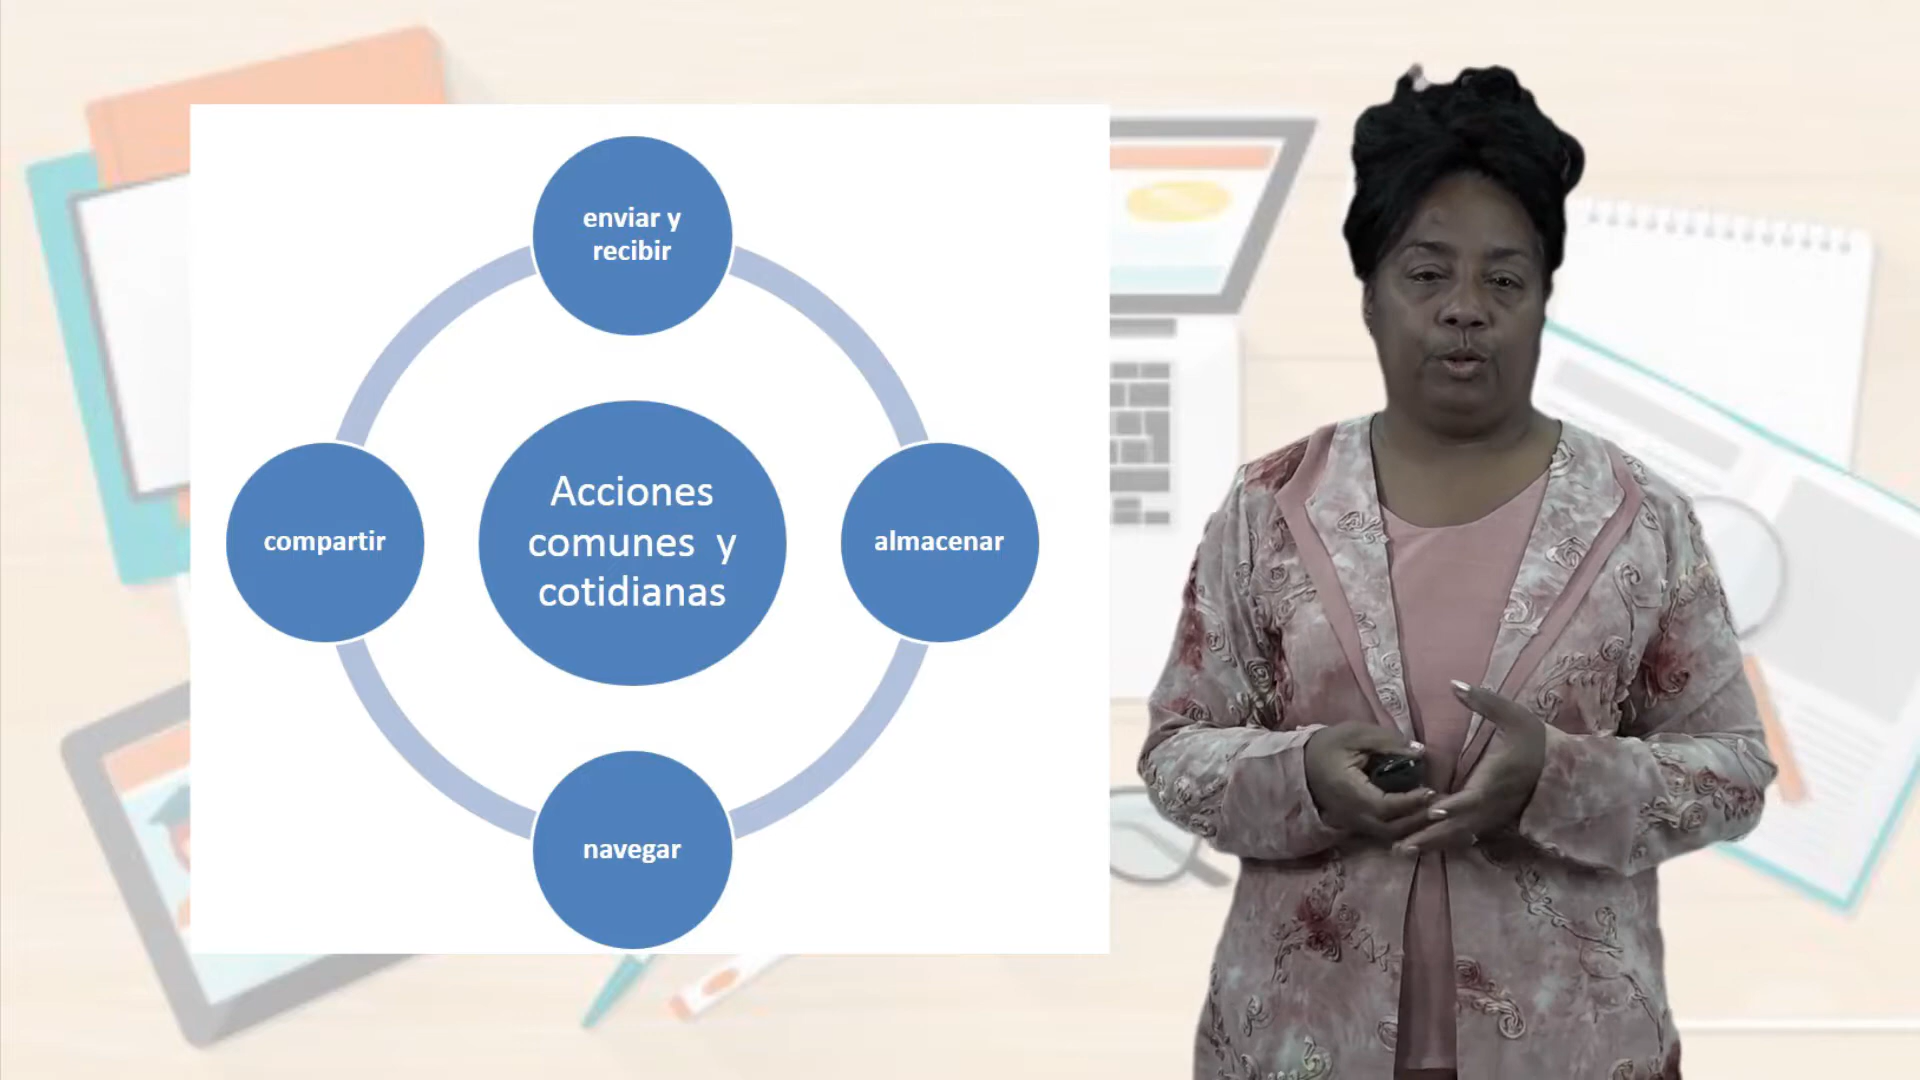 enviar y
recibir
compartir
Acciones
comunes y
cotidianas
almacenar
navegar